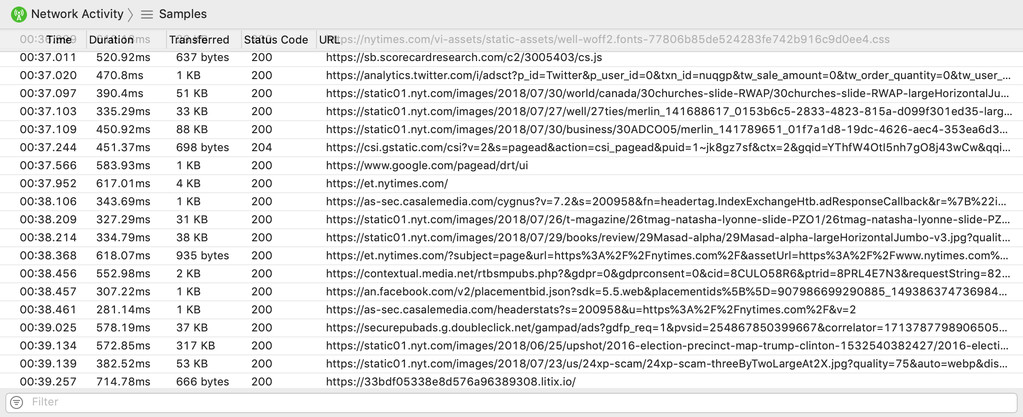 Network Activity Samples
Time Duration Transferred Status Code URL
https://nytimes.com/vi-assets/static-assets/well-woff2.fonts-77806b85de524283fe742b916c9d0ee4.css
00:37.011 520.92ms 637 bytes 200 https://sb.scorecardresearch.com/c2/3005403/cs.js
00:37.020 470.8ms 1 KB 200 https://analytics.twitter.com/i/adsct?p_id=Twitter&p_user_id=0&txn_id=nuqgp&tw_sale_amount=0&tw_order_quantity=0&tw_user_...
00:37.097 390.4ms 51 KB 200 https://static01.nyt.com/images/2018/07/30/world/canada/30churches-slide-RWAP/30churches-slide-RWAP-largeHorizontalJu...
00:37.103 335.29ms 33 KB 200 https://static01.nyt.com/images/2018/07/27/well/27ties/merlin_141688617_0153b6c5-2833-4823-815a-d099f301ed35-larg...
00:37.109 450.92ms 88 KB 200 https://static01.nyt.com/images/2018/07/30/business/30ADCO05/merlin_141789651_01f7a1d8-19dc-4626-aec4-353ea6d3...
00:37.244 451.37ms 698 bytes 204 https://csi.gstatic.com/csi?v=2&s=pagead&action=csi_pagead&puid=1~jk8gz7sf&ctx=2&gqid=YThfW4OtI5nh7gO8j43wCw&qqi...
00:37.566 583.93ms 1 KB 200 https://www.google.com/pagead/drt/ui
00:37.952 617.01ms 4 KB 200 https://et.nytimes.com/
00:38.106 343.69ms 1 KB 200 https://as-sec.casalemedia.com/cygnus?v=7.2&s=200958&fn=headertag.IndexExchangeHtb.adResponseCallback&r=%7B%22i...
00:38.209 327.29ms 31 KB 200 https://static01.nyt.com/images/2018/07/26/t-magazine/26tmag-natasha-lyonne-slide-PZO1/26tmag-natasha-lyonne-slide-PZ...
00:38.214 334.79ms 38 KB 200 https://static01.nyt.com/images/2018/07/29/books/review/29Masad-alpha/29Masad-alpha-largeHorizontalJumbo-v3.jpg?qualit...
00:38.368 618.07ms 935 bytes 200 https://et.nytimes.com/?subject=page&url=https%3A%2F%2Fnytimes.com%2F&assetUrl=https%3A%2F%2Fwww.nytimes.com%...
00:38.456 552.98ms 2 KB 200 https://contextual.media.net/rtbsmpubs.php?&gdpr=0&gdprconsent=0&cid=8CULO58R6&ptrid=8PRL4E7N3&requestString=82...
00:38.457 307.22ms 1 KB 200 https://an.facebook.com/v2/placementbid.json?sdk=5.5.web&placementids%5B%5D=907986699290885_149386374736984...
00:38.461 281.14ms 1 KB 200 https://as-sec.casalemedia.com/headerstats?s=200958&u=https%3A%2F%2Fnytimes.com%2F&v=2
00:39.025 578.19ms 37 KB 200 https://securepubads.g.doubleclick.net/gampad/ads?gdfp_req=1&pvsid=254867850399667&correlator=1713787798906505...
00:39.134 572.85ms 317 KB 200 https://static01.nyt.com/images/2018/06/25/upshot/2016-election-precinct-map-trump-clinton-1532540382427/2016-electi...
00:39.139 382.52ms 53 KB 200 https://static01.nyt.com/images/2018/07/23/us/24xp-scam/24xp-scam-threeByTwoLargeAt2X.jpg?quality=75&auto=webp&dis...
00:39.257 714.78ms 666 bytes 200 https://33bdf05338e8d576a96389308.litix.io/
Filter